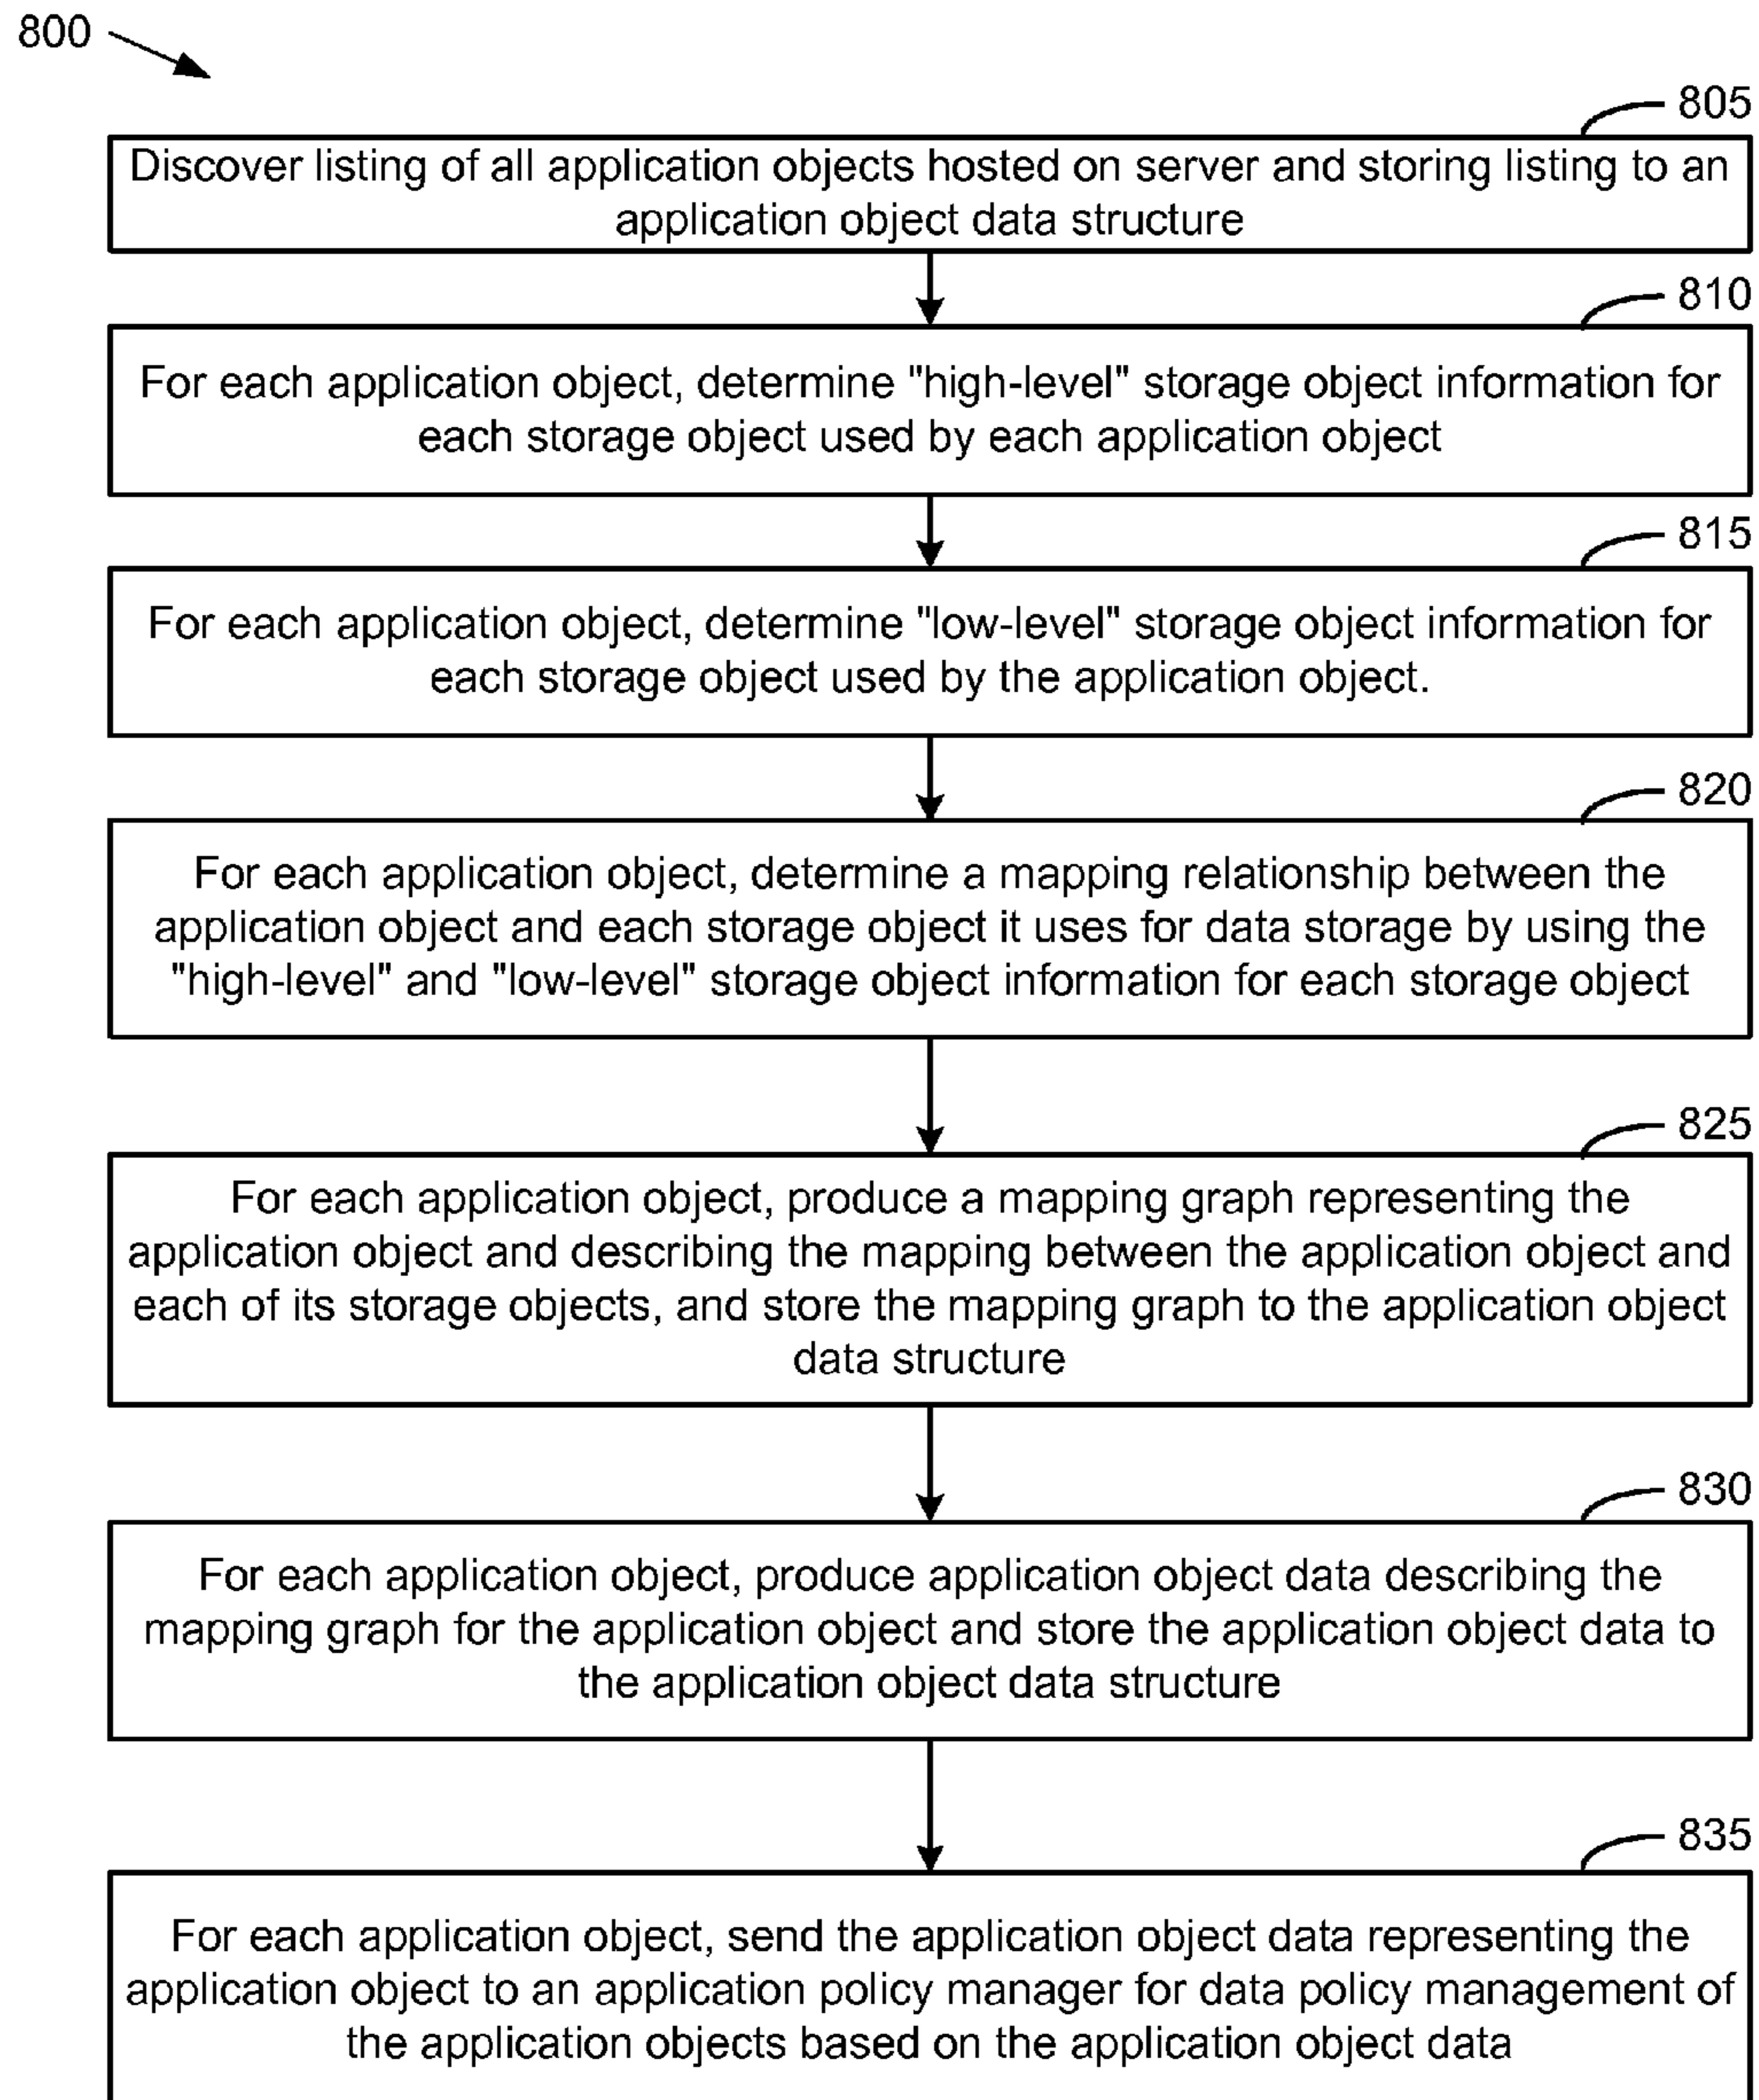 800
805
Discover listing of all application objects hosted on server and storing listing to an
application object data structure
810
For each application object, determine "high-level" storage object information for
each storage object used by each application object
815
For each application object, determine "low-level" storage object information for
each storage object used by the application object.
820
For each application object, determine a mapping relationship between the
application object and each storage object it uses for data storage by using the
"high-level" and "low-level" storage object information for each storage object
825
For each application object, produce a mapping graph representing the
application object and describing the mapping between the application object and
each of its storage objects, and store the mapping graph to the application object
data structure
830
For each application object, produce application object data describing the
mapping graph for the application object and store the application object data to
the application object data structure
835
For each application object, send the application object data representing the
application object to an application policy manager for data policy management of
the application objects based on the application object data